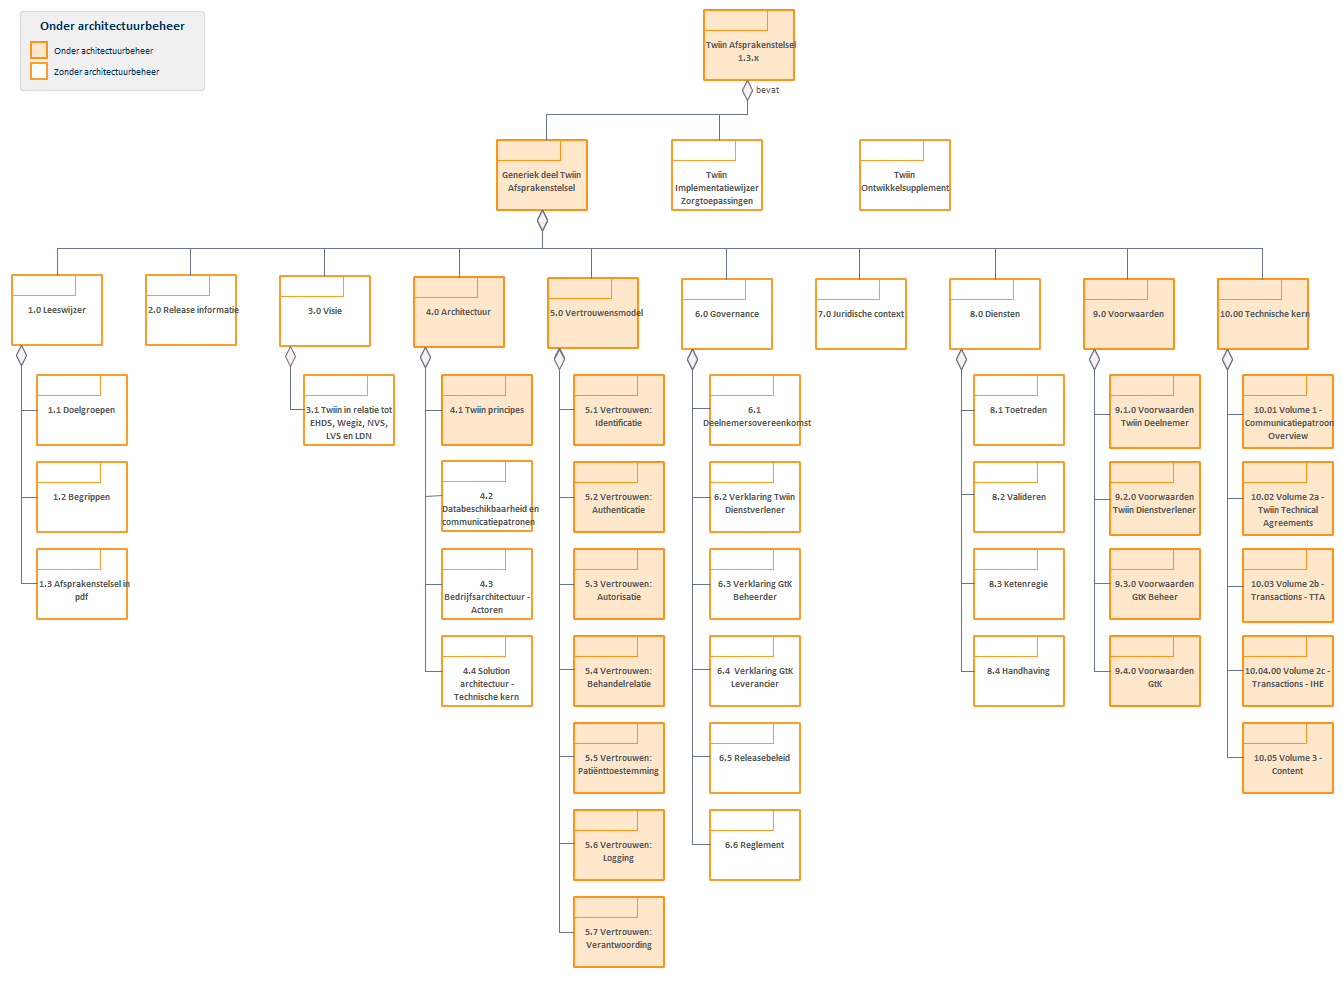 Onder architectuurbeheer
Onder achitectuurbeheer
Zonder architectuurbeheer
Twiin Afsprakenstelsel
1.3.x
bevat
Generiek deel Twiin
Afsprakenstelsel
Twiin
Implementatiewijzer
Zorgtoepassingen
Twiin
Ontwikkelsupplement
1.0 Leeswijzer
2.0 Release informatie
3.0 Visie
4.0 Architectuur
5.0 Vertrouwensmodel
6.0 Governance
7.0 Juridische context
8.0 Diensten
9.0 Voorwaarden
10.00 Technische kern
1.1 Doelgroepen
1.2 Begrippen
1.3 Afsprakenstelsel in
pdf
3.1 Twiin in relatie tot
EHDS, Wegiz, NVS,
LVS en LDN
4.1 Twiin principes
4.2
Databeschikbaarheid en
communicatiepatronen
4.3
Bedrijfsarchitectuur -
Actoren
4.4 Solution
architectuur -
Technische kern
5.1 Vertrouwen:
Identificatie
5.2 Vertrouwen:
Authenticatie
5.3 Vertrouwen:
Autorisatie
5.4 Vertrouwen:
Behandelrelatie
5.5 Vertrouwen:
Patiënttoestemming
5.6 Vertrouwen:
Logging
5.7 Vertrouwen:
Verantwoording
6.1
Deelnemersovereenkomst
6.2 Verklaring Twiin
Dienstverlener
6.3 Verklaring GtK
Beheerder
6.4 Verklaring GtK
Leverancier
6.5 Releasebeleid
6.6 Reglement
8.1 Toetreden
8.2 Valideren
8.3 Ketenregie
8.4 Handhaving
9.1.0 Voorwaarden
Twiin Deelnemer
9.2.0 Voorwaarden
Twiin Dienstverlener
9.3.0 Voorwaarden
GtK Beheer
9.4.0 Voorwaarden
GtK
10.01 Volume 1 -
Communicatiepatroon
Overview
10.02 Volume 2a -
Twiin Technical
Agreements
10.03 Volume 2b -
Transactions - TTA
10.04.00 Volume 2c -
Transactions - IHE
10.05 Volume 3 -
Content